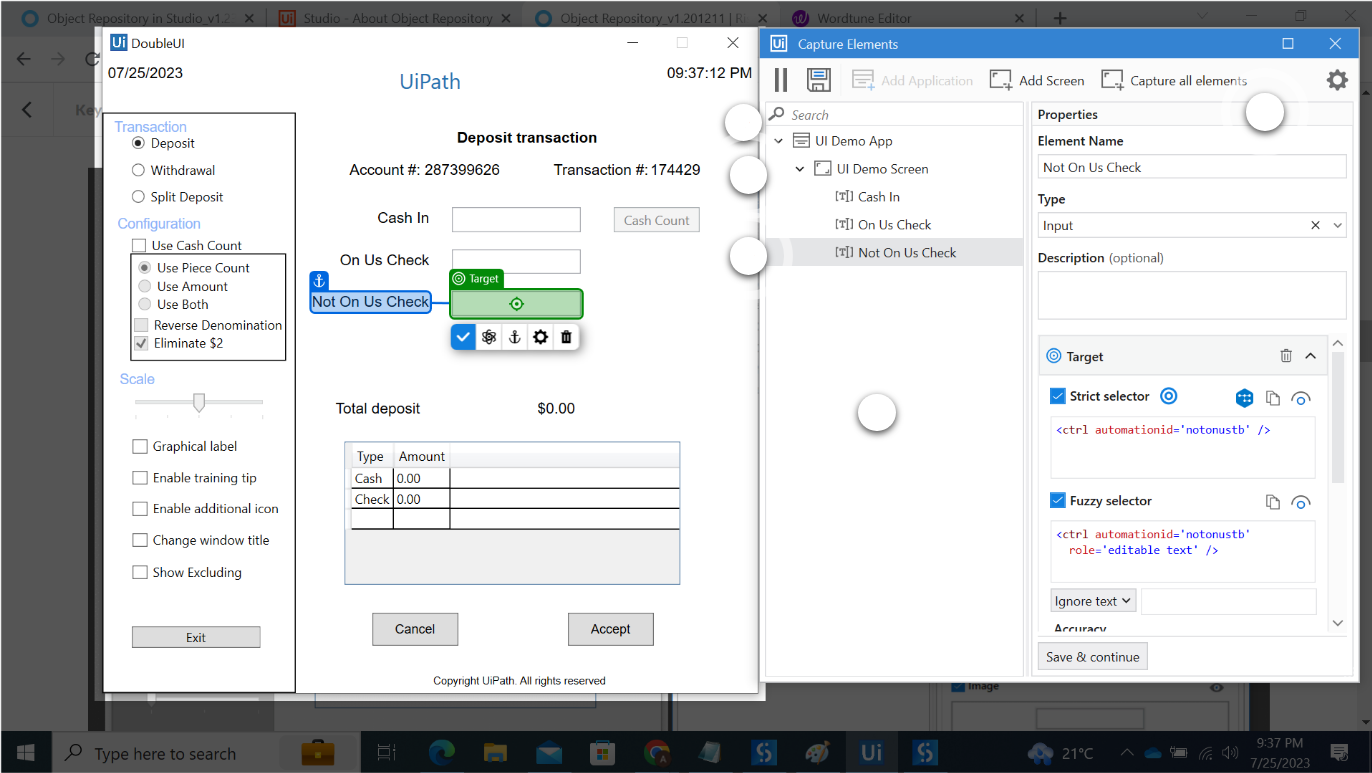 Object Repository in Studio_v1.2
Studio - About Object Repository
Object Repository_v1.201211 | Ri
Wordtune Editor
Key
DoubleUI
07/25/2023
UiPath
09:37:12 PM
Transaction
Deposit
Withdrawal
Split Deposit
Configuration
Use Cash Count
Use Piece Count
Use Amount
Use Both
Reverse Denomination
Eliminate $2
Scale
Graphical label
Enable training tip
Enable additional icon
Change window title
Show Excluding
Exit
Deposit transaction
Account #: 287399626
Transaction #: 174429
Cash In
Cash Count
On Us Check
Target
Not On Us Check
Total deposit
$0.00
Type Amount
Cash 0.00
Check 0.00
Cancel
Accept
Copyright UiPath. All rights reserved
Ui Capture Elements
Add Application
Add Screen
Capture all elements
Search
UI Demo App
UI Demo Screen
Cash In
On Us Check
Not On Us Check
Properties
Element Name
Not On Us Check
Type
Input
Description (optional)
Target
Strict selector
<ctrl automationid='notonustb' />
Fuzzy selector
<ctrl automationid='notonustb'
role='editable text' />
Ignore text
Accuracy
Save & continue
Image
Type here to search
Ui
21°C
9:37 PM
7/25/2023